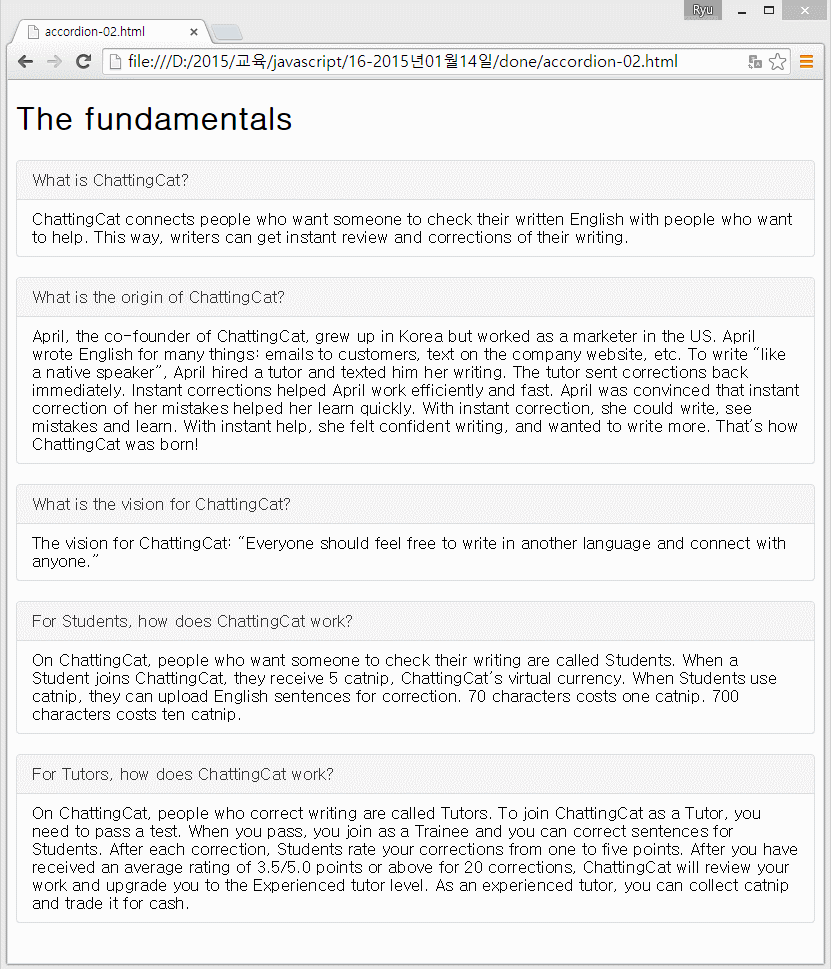 Ryu
accordion-02.html
file:///D:/2015/교육/javascript/16-2015년01월14일/done/accordion-02.html
The fundamentals
What is ChattingCat?
ChattingCat connects people who want someone to check their written English with people who want
to help. This way, writers can get instant review and corrections of their writing.
What is the origin of ChattingCat?
April, the co-founder of ChattingCat, grew up in Korea but worked as a marketer in the US. April
wrote English for many things: emails to customers, text on the company website, etc. To write “like
a native speaker”, April hired a tutor and texted him her writing. The tutor sent corrections back
immediately. Instant corrections helped April work efficiently and fast. April was convinced that instant
correction of her mistakes helped her learn quickly. With instant correction, she could write, see
mistakes and learn. With instant help, she felt confident writing, and wanted to write more. That’s how
ChattingCat was born!
What is the vision for ChattingCat?
The vision for ChattingCat: “Everyone should feel free to write in another language and connect with
anyone.”
For Students, how does ChattingCat work?
On ChattingCat, people who want someone to check their writing are called Students. When a
Student joins ChattingCat, they receive 5 catnip, ChattingCat’s virtual currency. When Students use
catnip, they can upload English sentences for correction. 70 characters costs one catnip. 700
characters costs ten catnip.
For Tutors, how does ChattingCat work?
On ChattingCat, people who correct writing are called Tutors. To join ChattingCat as a Tutor, you
need to pass a test. When you pass, you join as a Trainee and you can correct sentences for
Students. After each correction, Students rate your corrections from one to five points. After you have
received an average rating of 3.5/5.0 points or above for 20 corrections, ChattingCat will review your
work and upgrade you to the Experienced tutor level. As an experienced tutor, you can collect catnip
and trade it for cash.